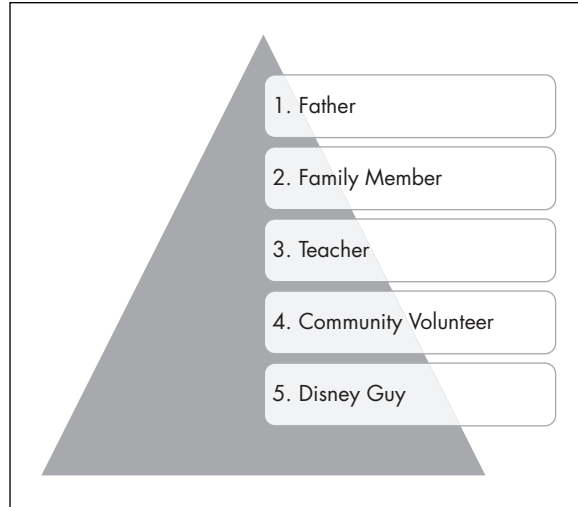 1. Father
2. Family Member
3. Teacher
4. Community Volunteer
5. Disney Guy